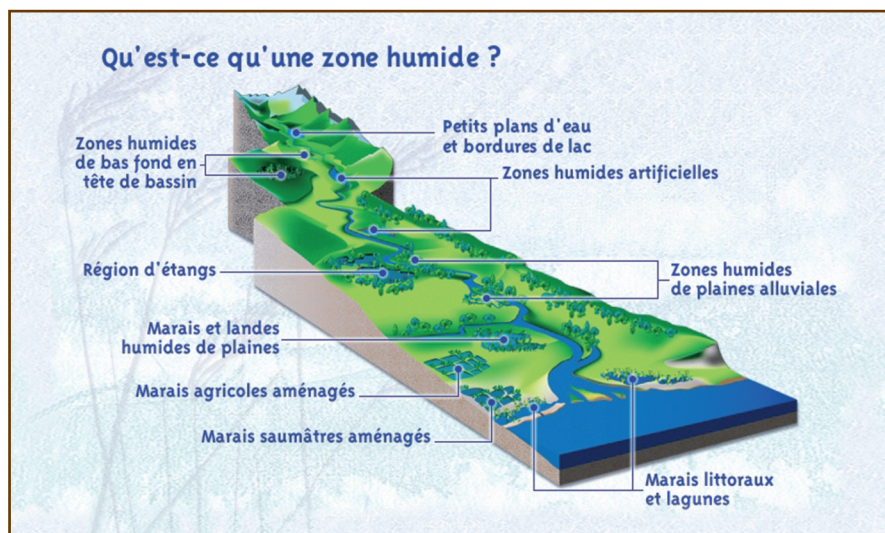 Qu'est-ce qu'une zone humide ?
Petits plans d'eau
et bordures de lac
Zones humides
de bas fond en
tête de bassin
Zones humides artificielles
Région d'étangs
Zones humides
de plaines alluviales
Marais et landes
humides de plaines
Marais agricoles aménagés
Marais saumâtres aménagés
Marais littoraux
et lagunes